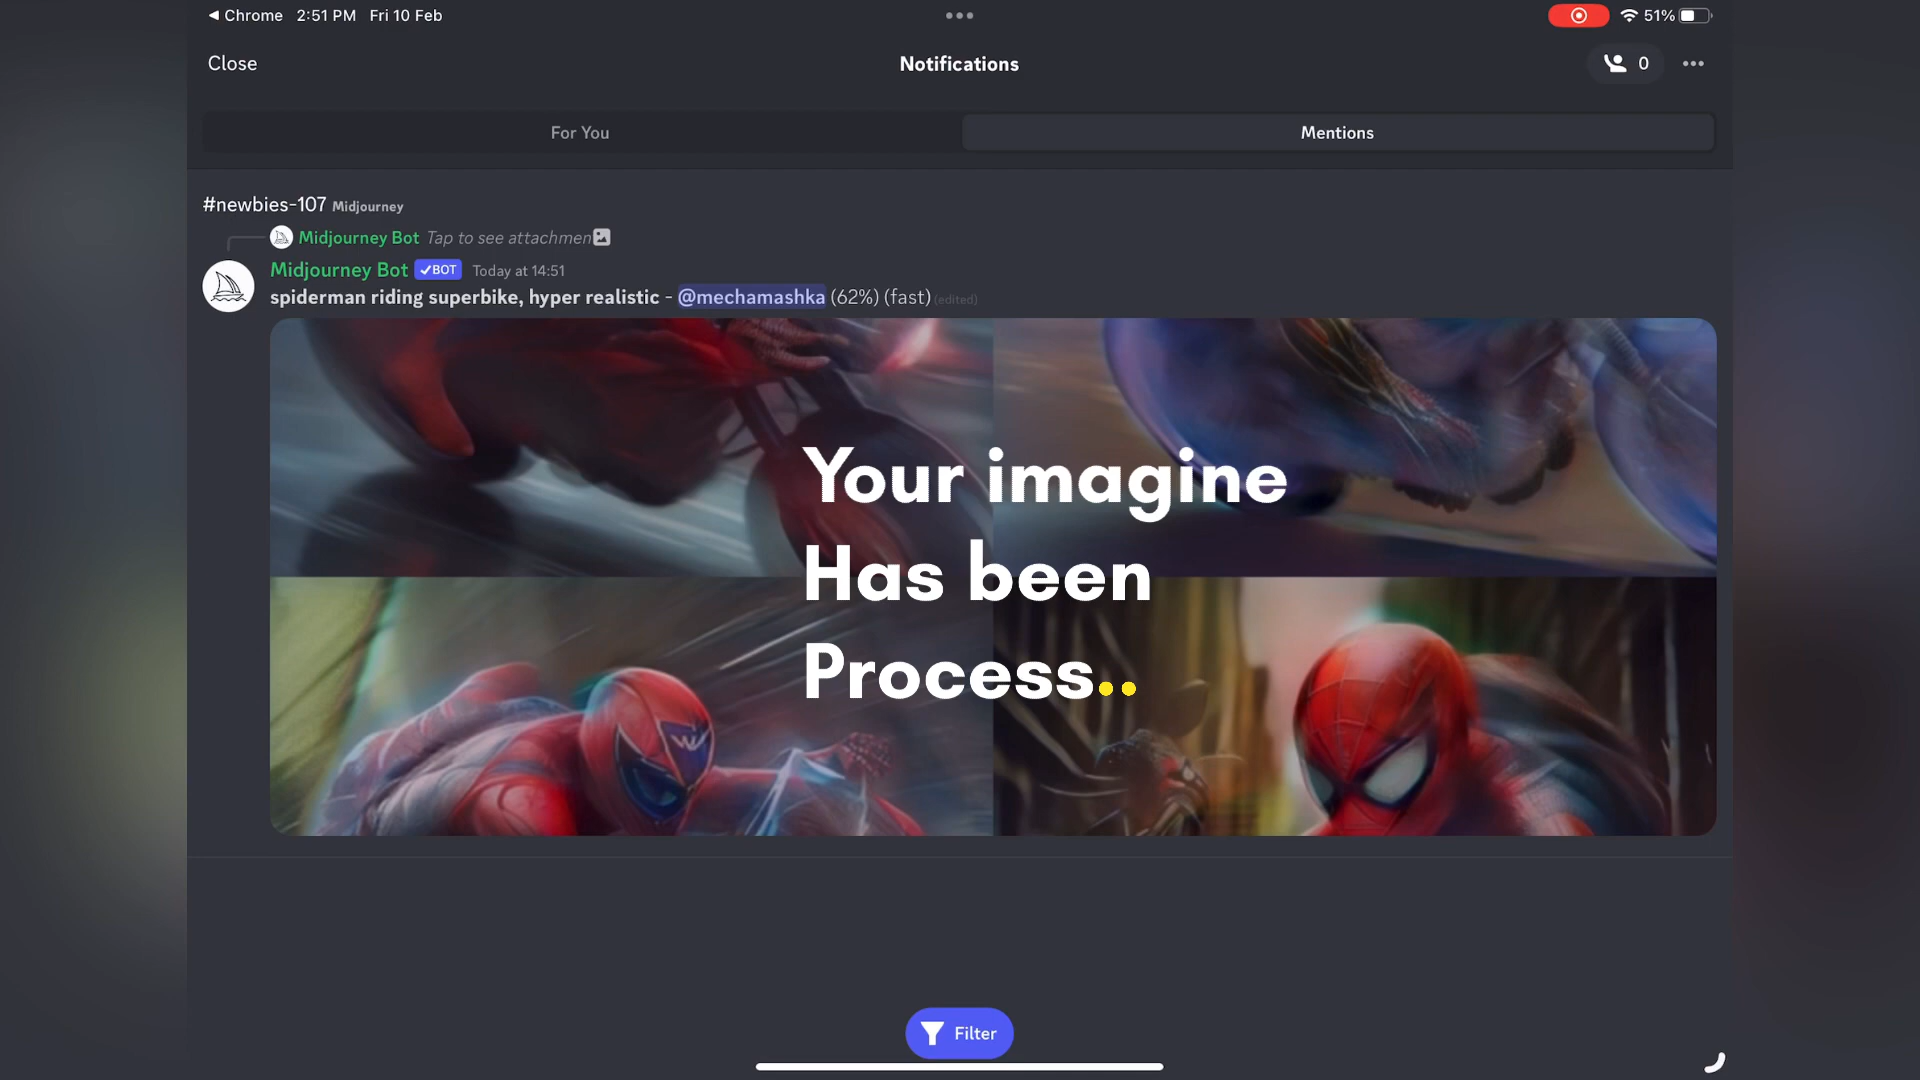 Chrome 2:51 PM Fri 10 Feb
51%
Close
Notifications
0
For You
Mentions
#newbies-107 Midjourney
Midjourney Bot Tap to see attachmen
Midjourney Bot ✓BOT Today at 14:51
spiderman riding superbike, hyper realistic - @mechamashka (62%) (fast) (edited)
Your imagine
Has been
Process..
Filter